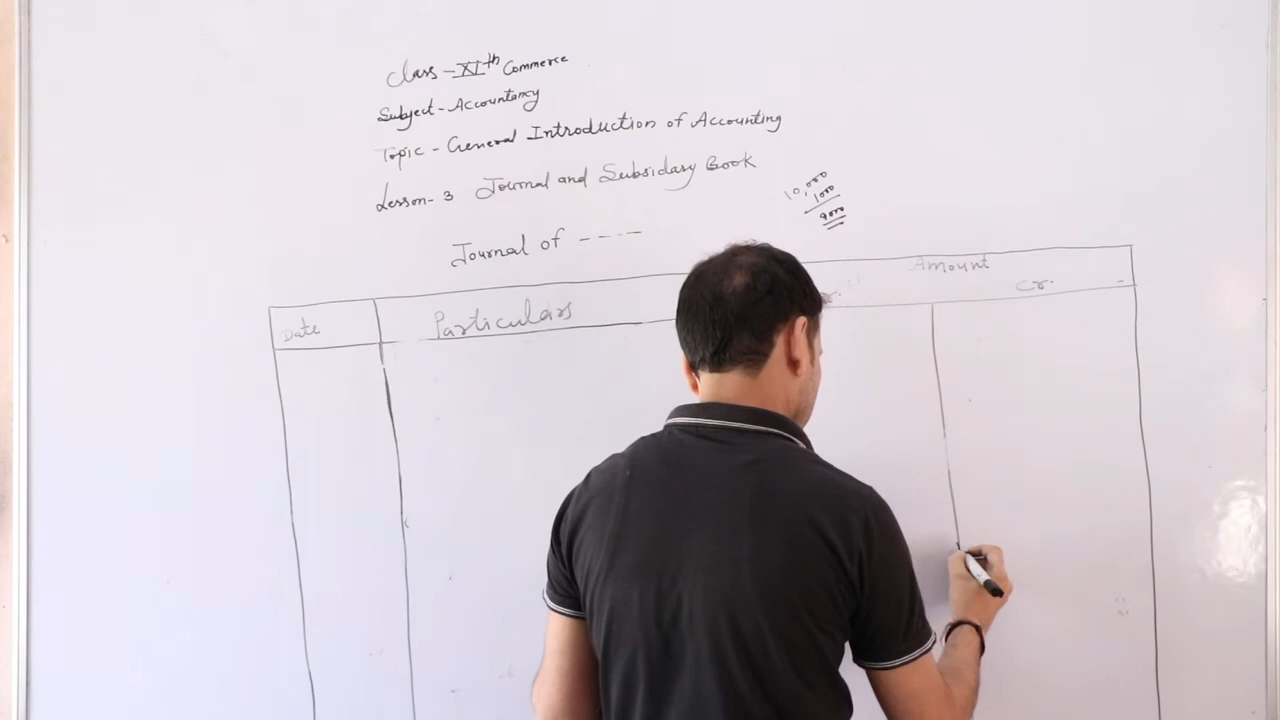 Class - XIth Commerce
Subject - Accountancy
Topic - General Introduction of Accounting
Lesson - 3 Journal and Subsidary Book
10,000
1000
9000
Journal of - - - -
Date
Particulars
Amount
Cr.